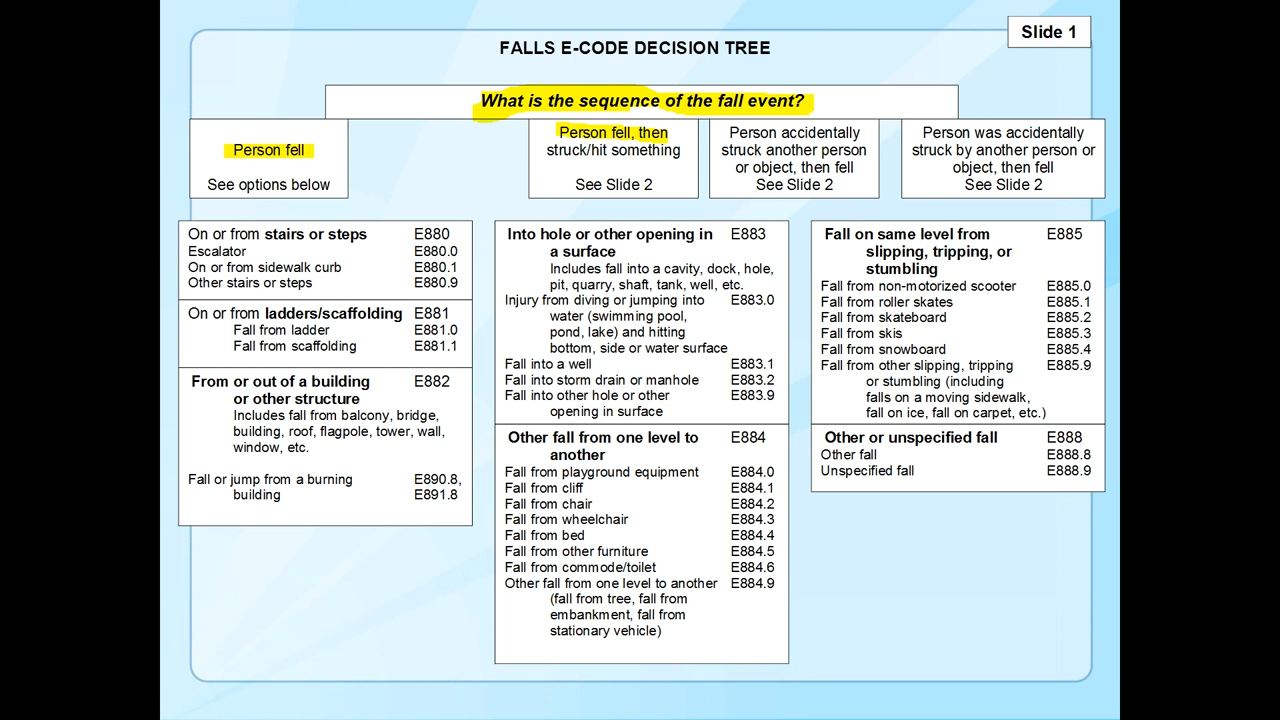 Slide 1
FALLS E-CODE DECISION TREE
What is the sequence of the fall event?
Person fell
See options below
Person fell, then
struck/hit something
See Slide 2
Person accidentally
struck another person
or object, then fell
See Slide 2
Person was accidentally
struck by another person or
object, then fell
See Slide 2
On or from stairs or steps E880
Escalator E880.0
On or from sidewalk curb E880.1
Other stairs or steps E880.9
On or from ladders/scaffolding E881
Fall from ladder E881.0
Fall from scaffolding E881.1
From or out of a building E882
or other structure
Includes fall from balcony, bridge,
building, roof, flagpole, tower, wall,
window, etc.
Fall or jump from a burning E890.8,
building E891.8
Into hole or other opening in E883
a surface
Includes fall into a cavity, dock, hole,
pit, quarry, shaft, tank, well, etc.
Injury from diving or jumping into E883.0
water (swimming pool,
pond, lake) and hitting
bottom, side or water surface
Fall into a well E883.1
Fall into storm drain or manhole E883.2
Fall into other hole or other E883.9
opening in surface
Other fall from one level to E884
another
Fall from playground equipment E884.0
Fall from cliff E884.1
Fall from chair E884.2
Fall from wheelchair E884.3
Fall from bed E884.4
Fall from other furniture E884.5
Fall from commode/toilet E884.6
Other fall from one level to another E884.9
(fall from tree, fall from
embankment, fall from
stationary vehicle)
Fall on same level from E885
slipping, tripping, or
stumbling
Fall from non-motorized scooter E885.0
Fall from roller skates E885.1
Fall from skateboard E885.2
Fall from skis E885.3
Fall from snowboard E885.4
Fall from other slipping, tripping E885.9
or stumbling (including
falls on a moving sidewalk,
fall on ice, fall on carpet, etc.)
Other or unspecified fall E888
Other fall E888.8
Unspecified fall E888.9